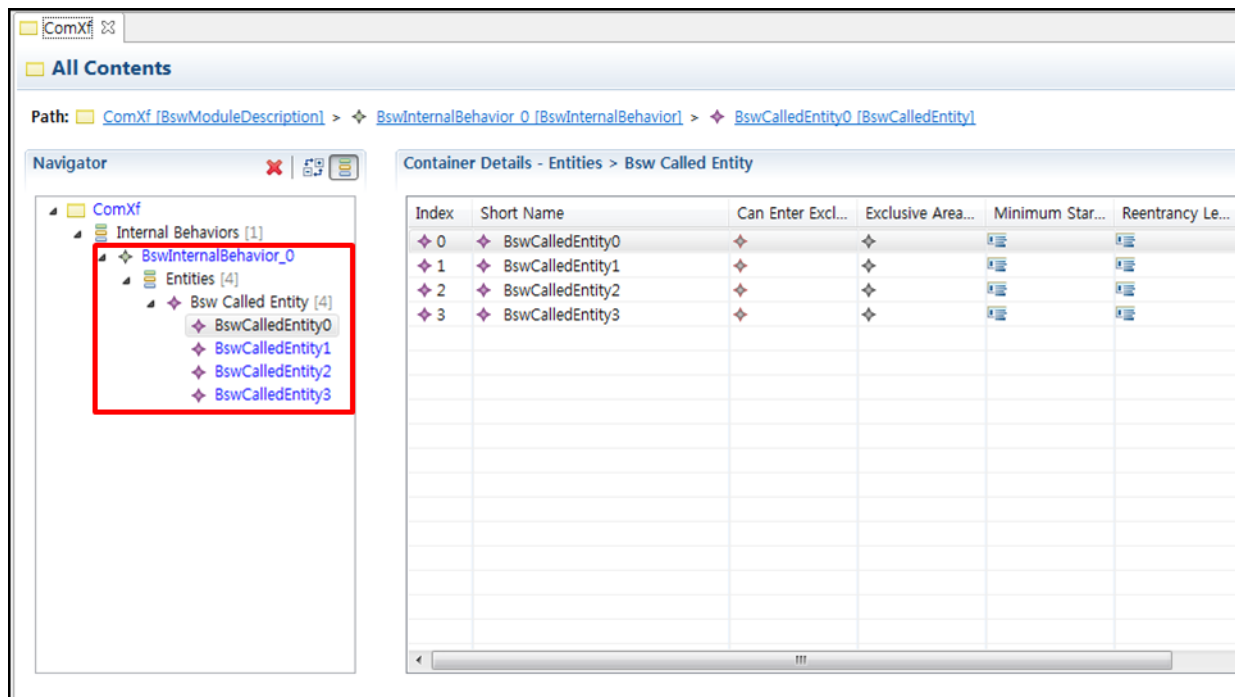 ComXf
All Contents
Path: ComXf [BswModuleDescription] > BswInternalBehavior_0 [BswInternalBehavior] > BswCalledEntity0 [BswCalledEntity]
Navigator
ComXf
Internal Behaviors [1]
BswInternalBehavior_0
Entities [4]
Bsw Called Entity [4]
BswCalledEntity0
BswCalledEntity1
BswCalledEntity2
BswCalledEntity3
Container Details - Entities > Bsw Called Entity
Index Short Name Can Enter Excl... Exclusive Area... Minimum Star... Reentrancy Le...
0 BswCalledEntity0
1 BswCalledEntity1
2 BswCalledEntity2
3 BswCalledEntity3